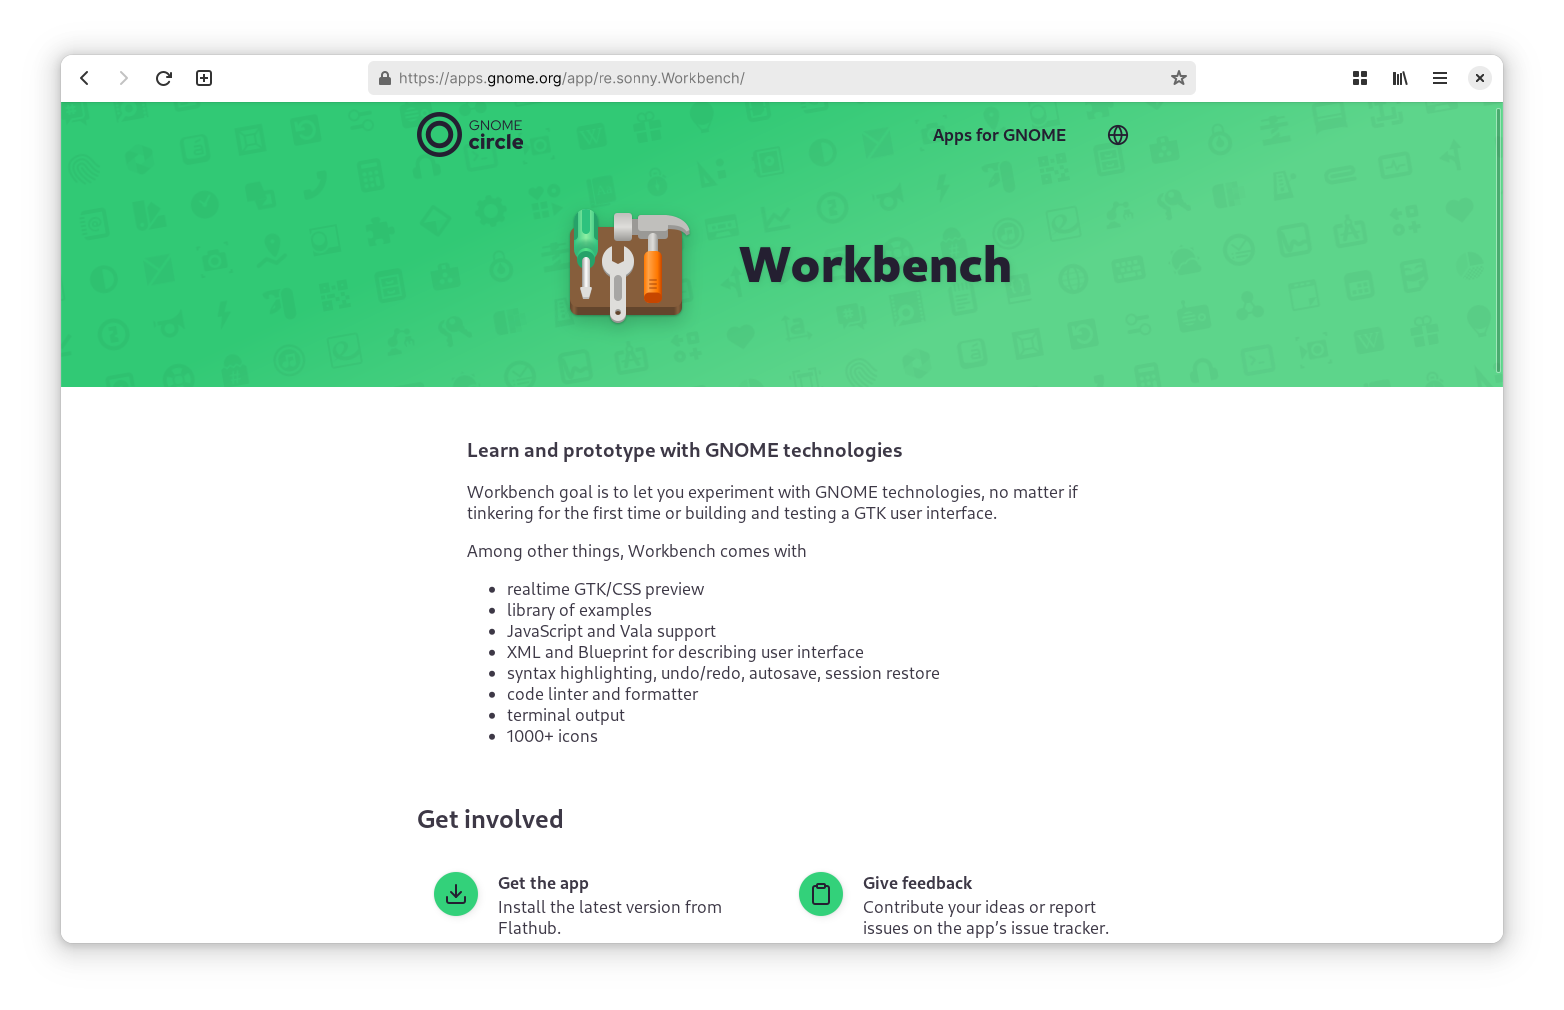 https://apps.gnome.org/app/re.sonny.Workbench/
GNOME
circle
Apps for GNOME
Workbench
Learn and prototype with GNOME technologies
Workbench goal is to let you experiment with GNOME technologies, no matter if
tinkering for the first time or building and testing a GTK user interface.
Among other things, Workbench comes with
• realtime GTK/CSS preview
• library of examples
• JavaScript and Vala support
• XML and Blueprint for describing user interface
• syntax highlighting, undo/redo, autosave, session restore
• code linter and formatter
• terminal output
• 1000+ icons
Get involved
Get the app
Install the latest version from
Flathub.
Give feedback
Contribute your ideas or report
issues on the app’s issue tracker.